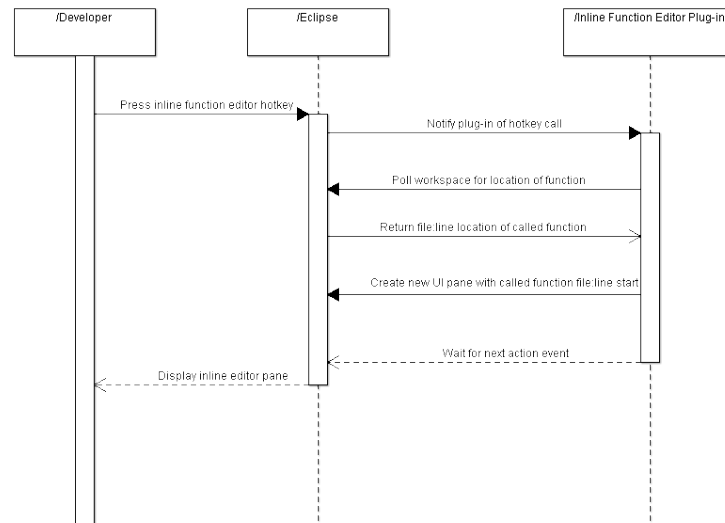 /Developer
/Eclipse
/Inline Function Editor Plug-in
Press inline function editor hotkey
Notify plug-in of hotkey call
Poll workspace for location of function
Return file:line location of called function
Create new UI pane with called function file:line start
Wait for next action event
Display inline editor pane